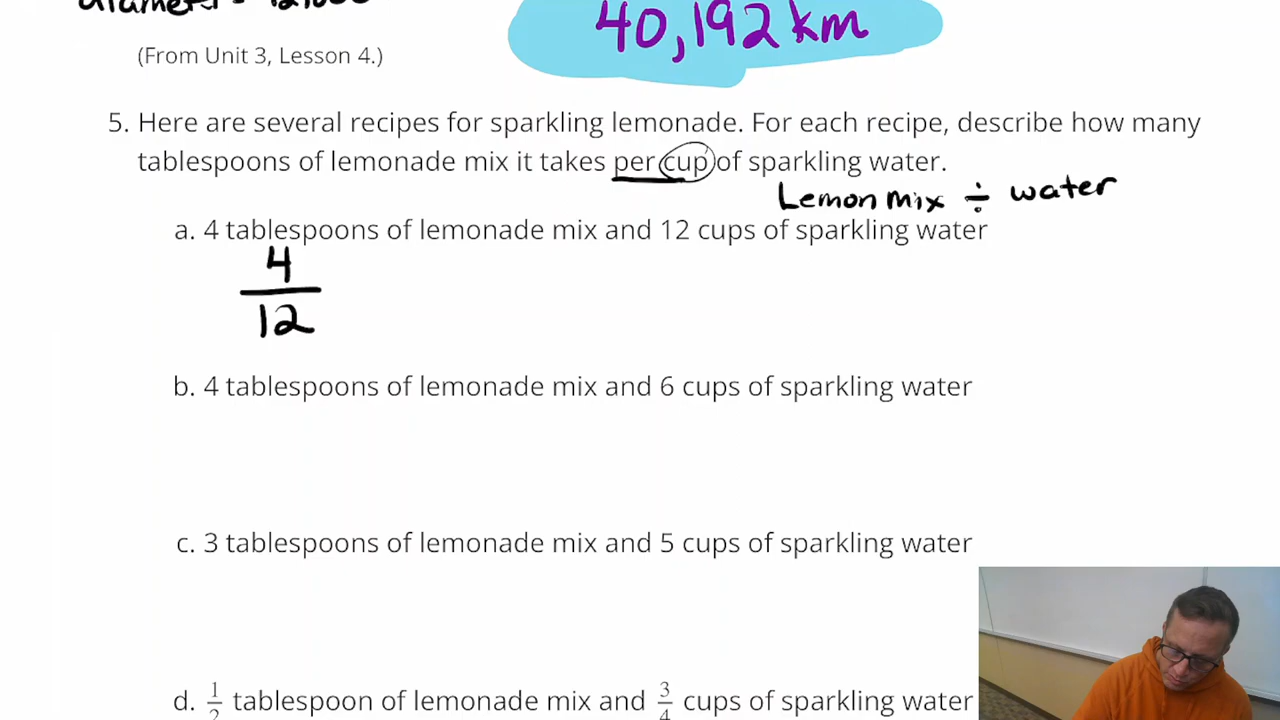 40,192 km
(From Unit 3, Lesson 4.)
5. Here are several recipes for sparkling lemonade. For each recipe, describe how many
tablespoons of lemonade mix it takes per cup of sparkling water.
Lemon mix ÷ water
a. 4 tablespoons of lemonade mix and 12 cups of sparkling water
4
12
b. 4 tablespoons of lemonade mix and 6 cups of sparkling water
c. 3 tablespoons of lemonade mix and 5 cups of sparkling water
d. 1/2 tablespoon of lemonade mix and 3/4 cups of sparkling water